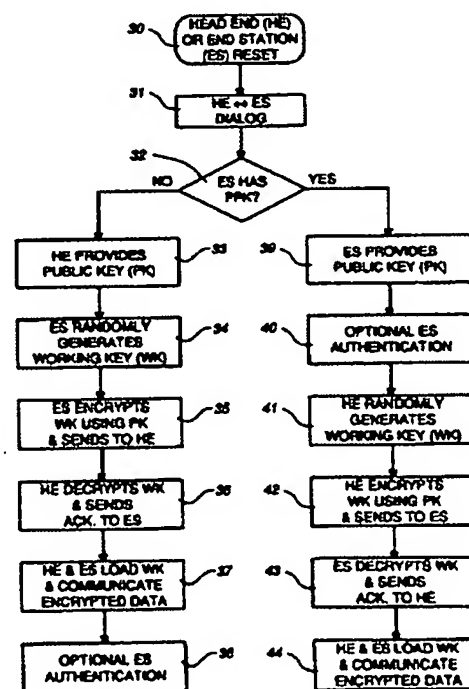 30
HEAD END (HE)
OR END STATION
(ES) RESET
31
HE ↔ ES
DIALOG
32
ES HAS
PPK?
NO
YES
33
HE PROVIDES
PUBLIC KEY (PK)
34
ES RANDOMLY
GENERATES
WORKING KEY (WK)
35
ES ENCRYPTS
WK USING PK
& SENDS TO HE
36
HE DECRYPTS WK
& SENDS
ACK. TO ES
37
HE & ES LOAD WK
& COMMUNICATE
ENCRYPTED DATA
38
OPTIONAL ES
AUTHENTICATION
39
ES PROVIDES
PUBLIC KEY (PK)
40
OPTIONAL ES
AUTHENTICATION
41
HE RANDOMLY
GENERATES
WORKING KEY (WK)
42
HE ENCRYPTS
WK USING PK
& SENDS TO ES
43
ES DECRYPTS WK
& SENDS
ACK. TO HE
44
HE & ES LOAD WK
& COMMUNICATE
ENCRYPTED DATA